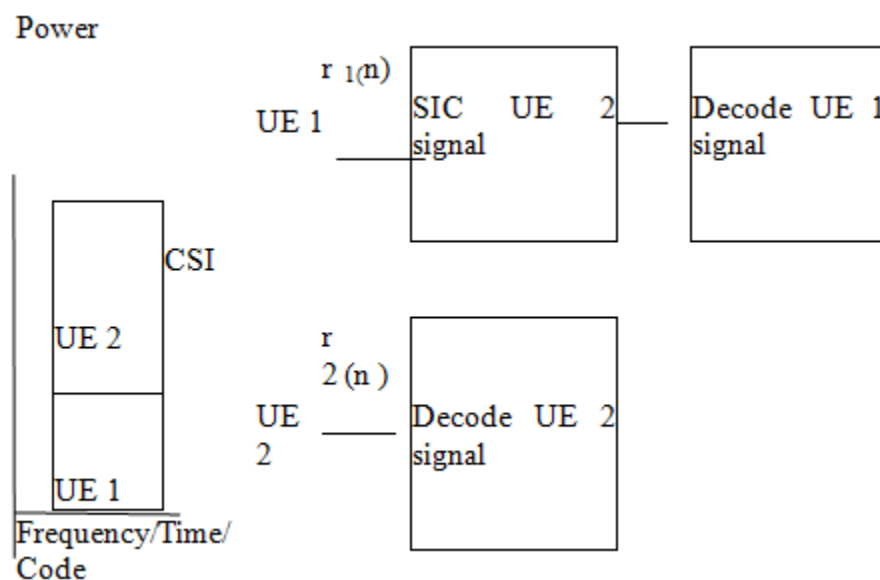 Power
r 1(n)
UE 1
SIC UE 2
signal
Decode UE 1
signal
CSI
UE 2
UE 1
Frequency/Time/
Code
r
2 (n )
UE
2
Decode UE 2
signal